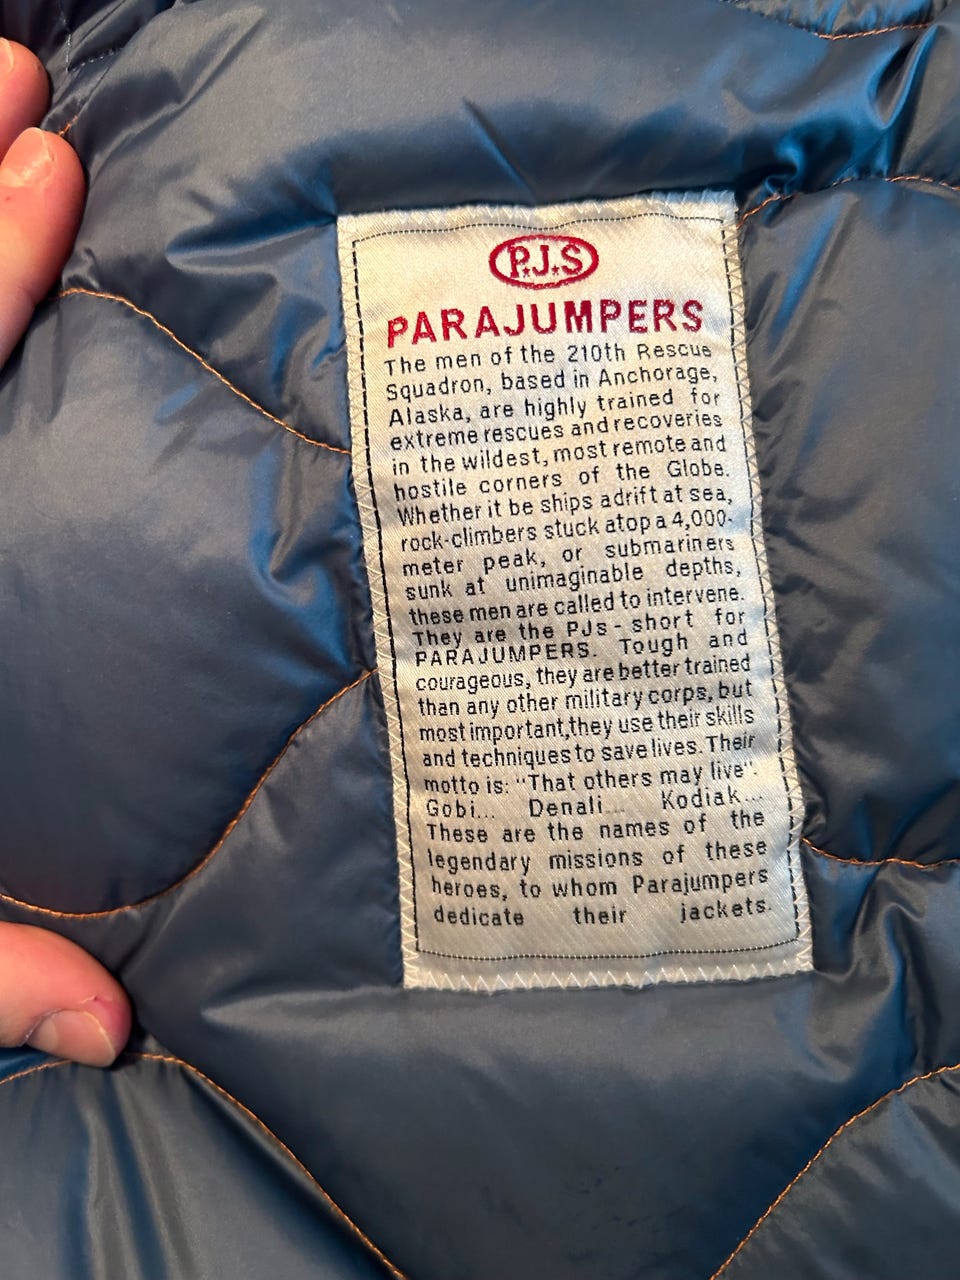 P.J.S
PARAJUMPERS
The men of the 210th Rescue
Squadron, based in Anchorage,
Alaska, are highly trained for
extreme rescues and recoveries
in the wildest, most remote and
hostile corners of the Globe.
Whether it be ships adrift at sea,
rock-climbers stuck atop a 4,000-
meter peak, or submariners
sunk at unimaginable depths,
these men are called to intervene.
They are the PJs - short for
PARAJUMPERS. Tough and
courageous, they are better trained
than any other military corps, but
most important,they use their skills
and techniques to save lives. Their
motto is: "That others may live".
Gobi... Denali... Kodiak...
These are the names of the
legendary missions of these
heroes, to whom Parajumpers
dedicate their jackets.